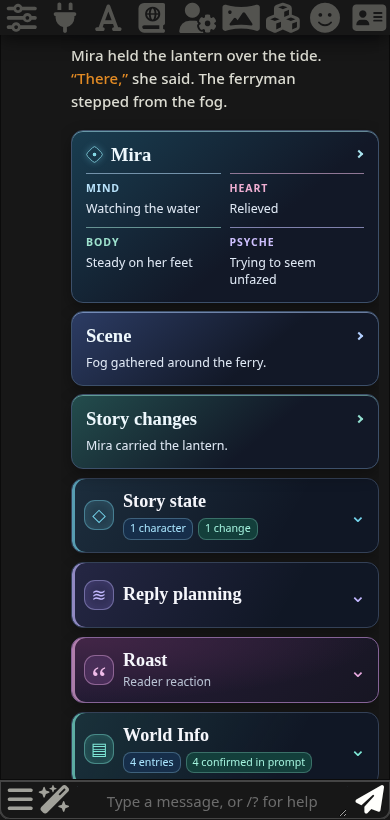 Mira held the lantern over the tide.
“There,” she said. The ferryman
stepped from the fog.
Mira
MIND
Watching the water
HEART
Relieved
BODY
Steady on her feet
PSYCHE
Trying to seem
unfazed
Scene
Fog gathered around the ferry.
Story changes
Mira carried the lantern.
Story state
1 character
1 change
Reply planning
Roast
Reader reaction
World Info
4 entries
4 confirmed in prompt
Type a message, or /? for help